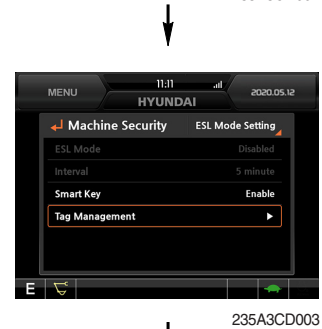 MENU
11:11
2020.05.12
HYUNDAI
Machine Security
ESL Mode Setting
ESL Mode Disabled
Interval 5 minute
Smart Key Enable
Tag Management
E
235A3CD003